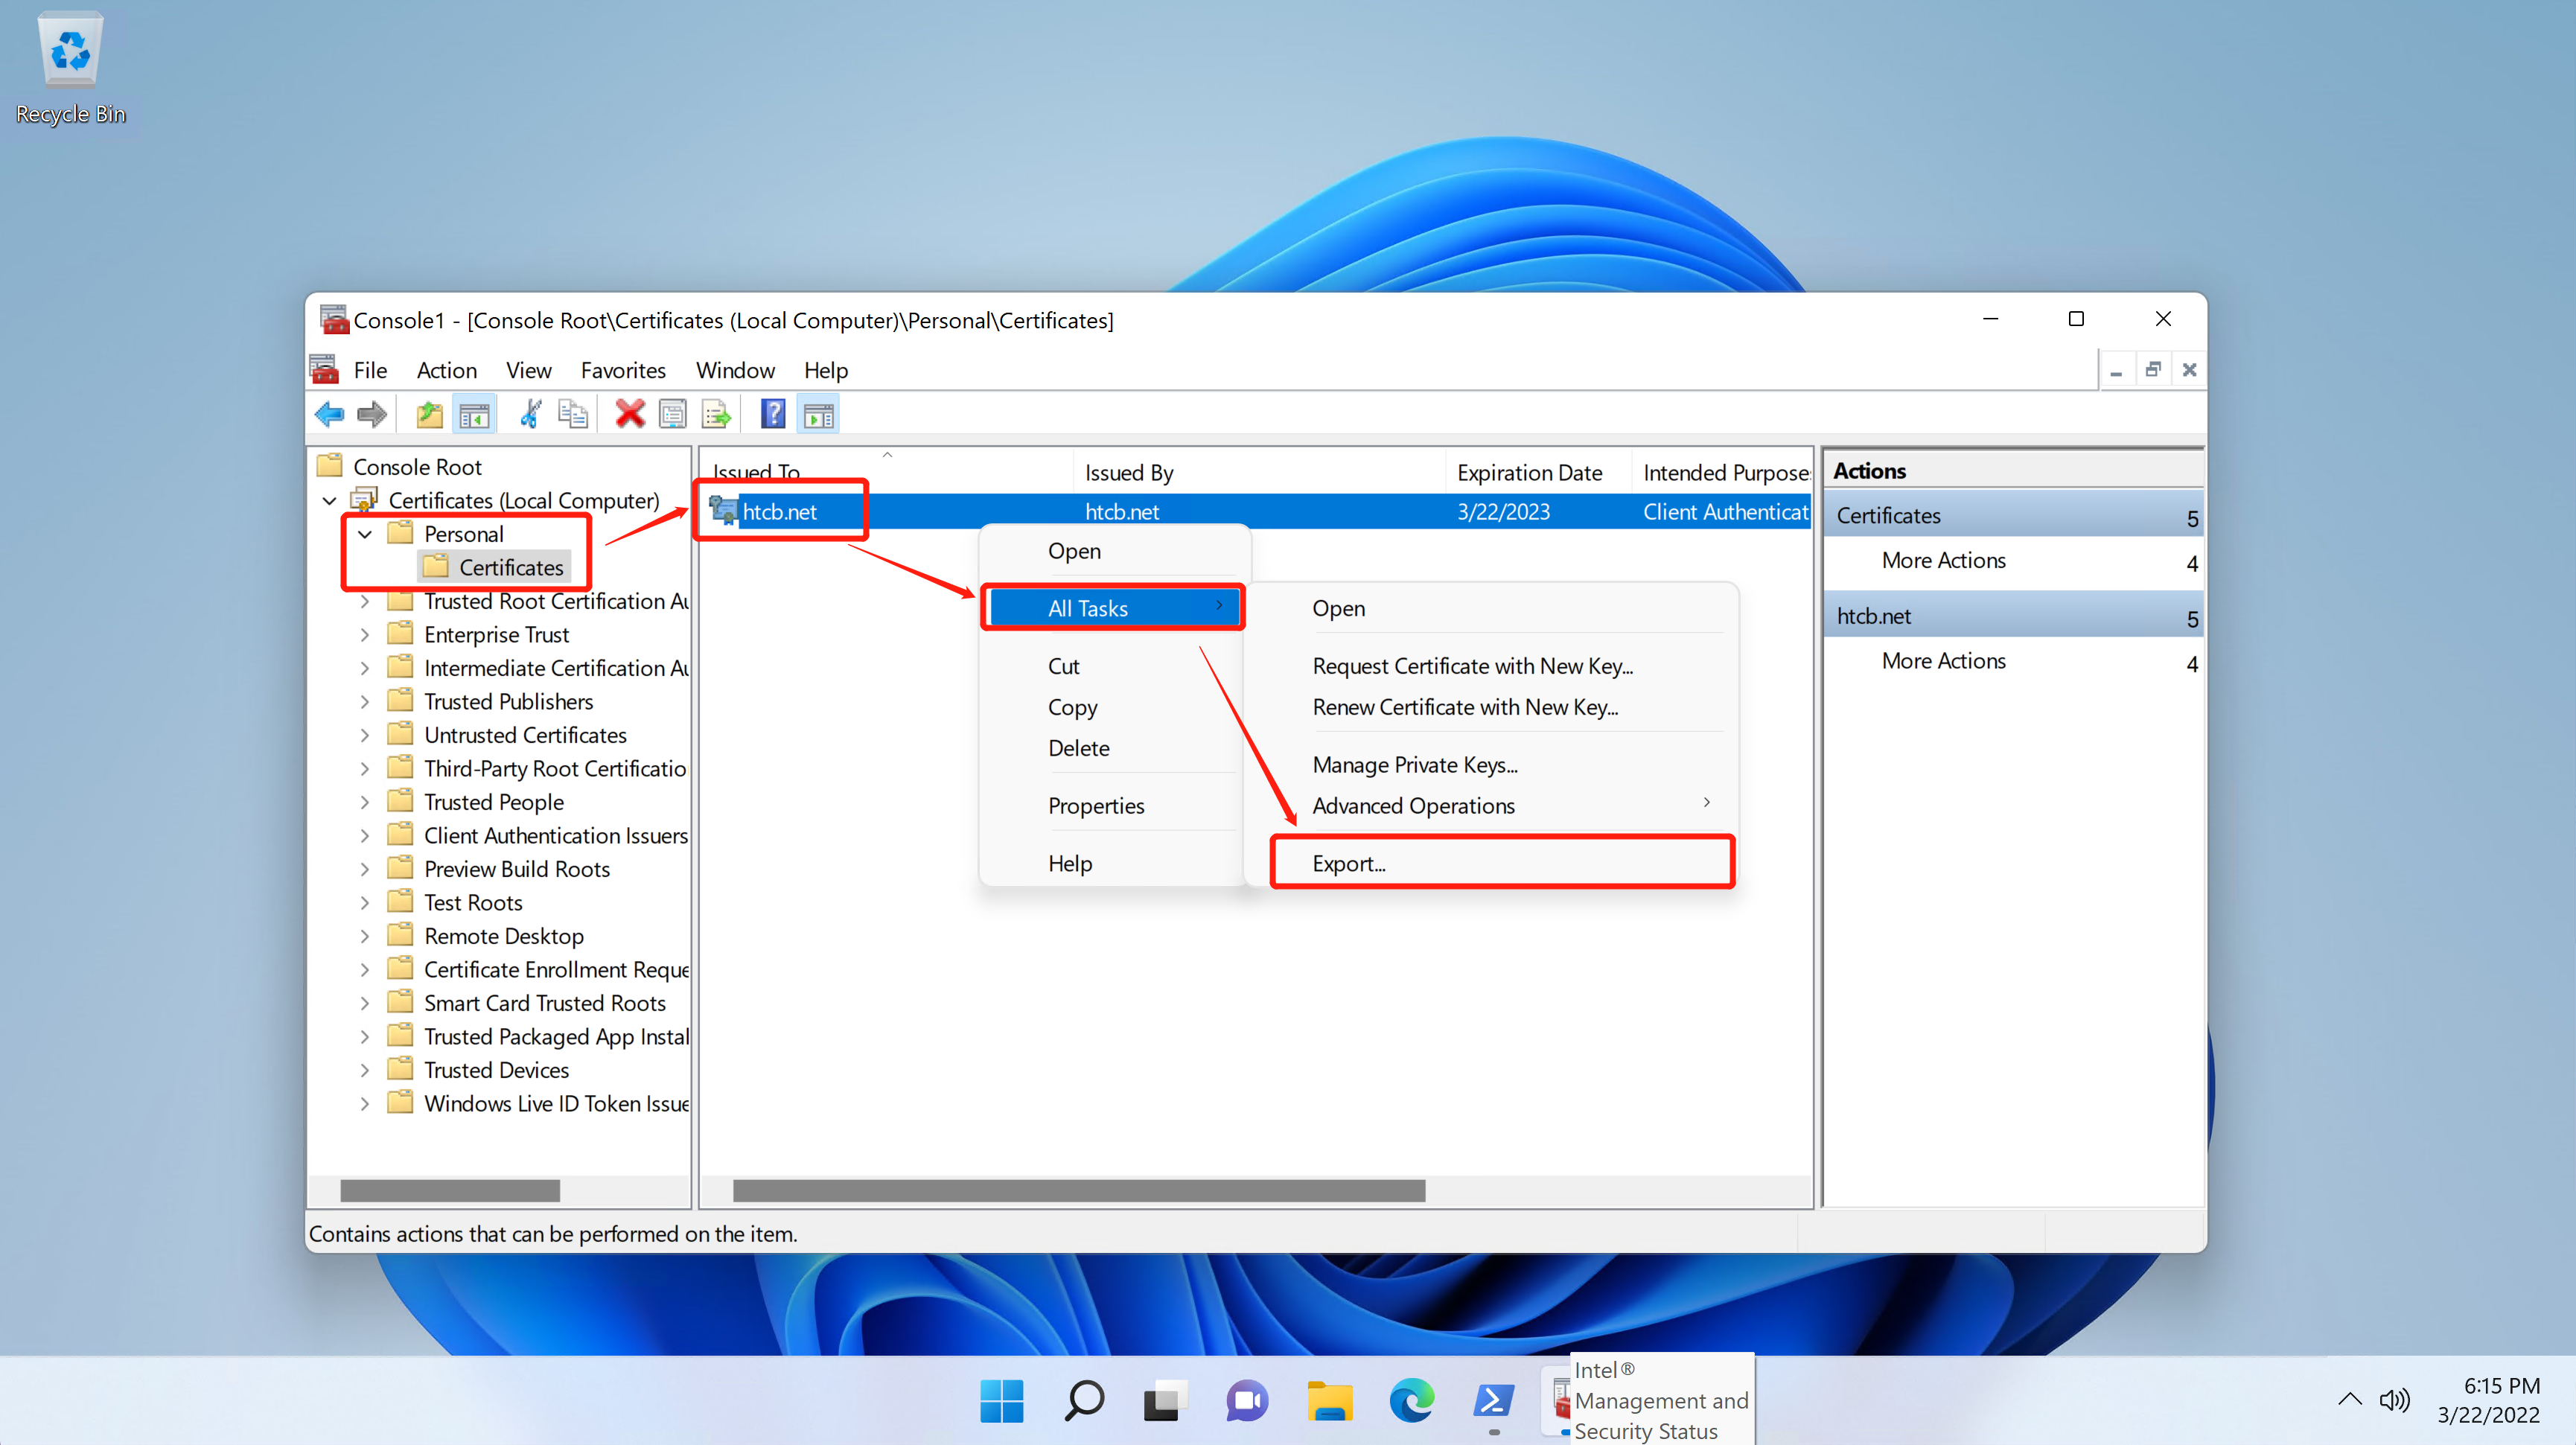 Recycle Bin
Console1 - [Console Root\Certificates (Local Computer)\Personal\Certificates]
File Action View Favorites Window Help
Console Root
Certificates (Local Computer)
Personal
Certificates
Trusted Root Certification Au
Enterprise Trust
Intermediate Certification Au
Trusted Publishers
Untrusted Certificates
Third-Party Root Certificatio
Trusted People
Client Authentication Issuers
Preview Build Roots
Test Roots
Remote Desktop
Certificate Enrollment Reque
Smart Card Trusted Roots
Trusted Packaged App Instal
Trusted Devices
Windows Live ID Token Issue
Issued To Issued By Expiration Date Intended Purpose
htcb.net htcb.net 3/22/2023 Client Authenticat
Open
All Tasks
Cut
Copy
Delete
Properties
Help
Open
Request Certificate with New Key...
Renew Certificate with New Key...
Manage Private Keys...
Advanced Operations
Export...
Actions
Certificates 5
More Actions 4
htcb.net 5
More Actions 4
Contains actions that can be performed on the item.
Intel®
Management and
Security Status
6:15 PM
3/22/2022